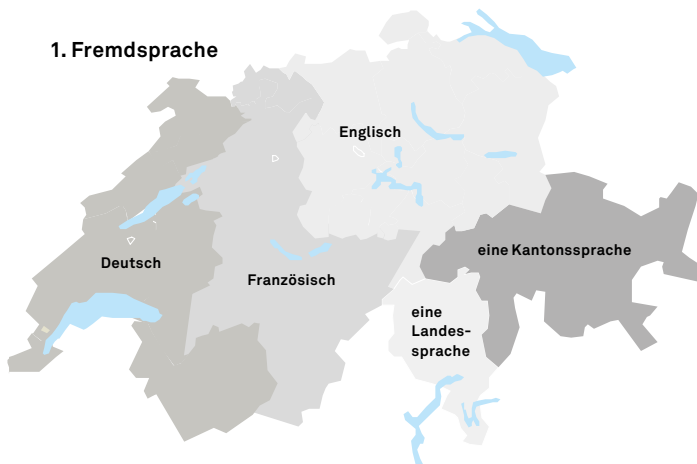 1. Fremdsprache
Englisch
eine Kantonssprache
Deutsch
Französisch
eine
Landes-
sprache